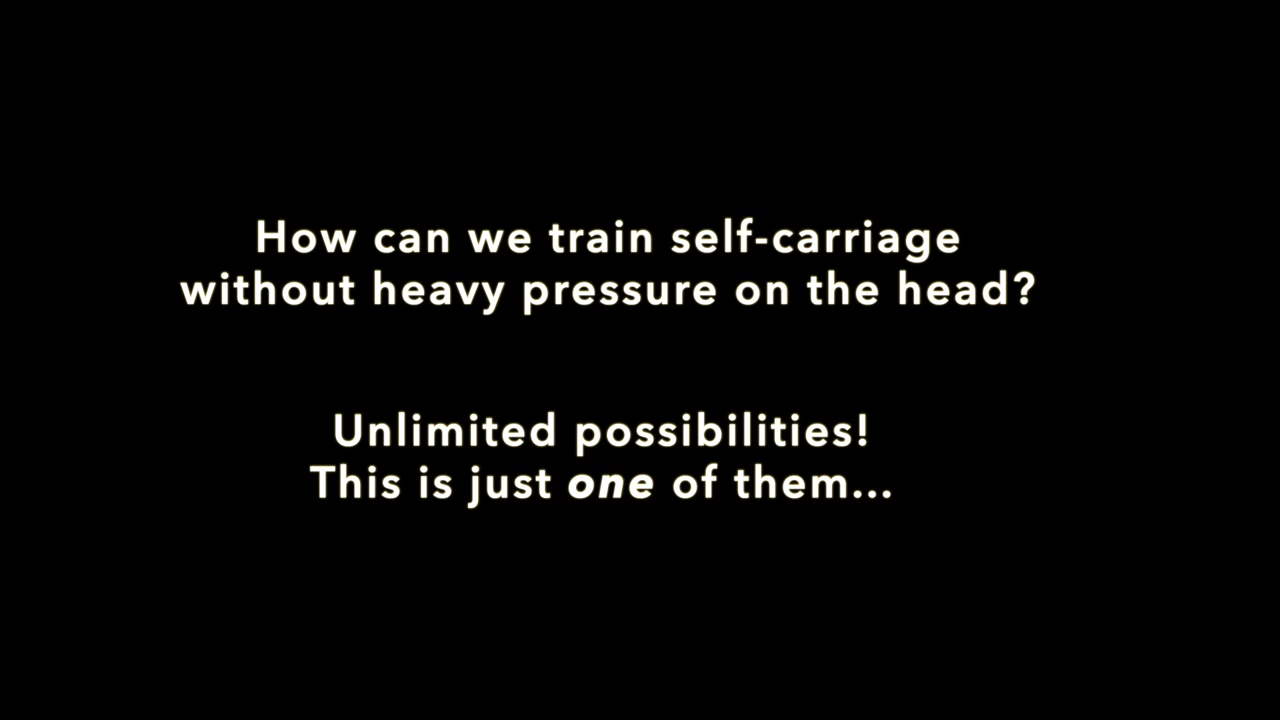 How can we train self-carriage
without heavy pressure on the head?
Unlimited possibilities!
This is just one of them...